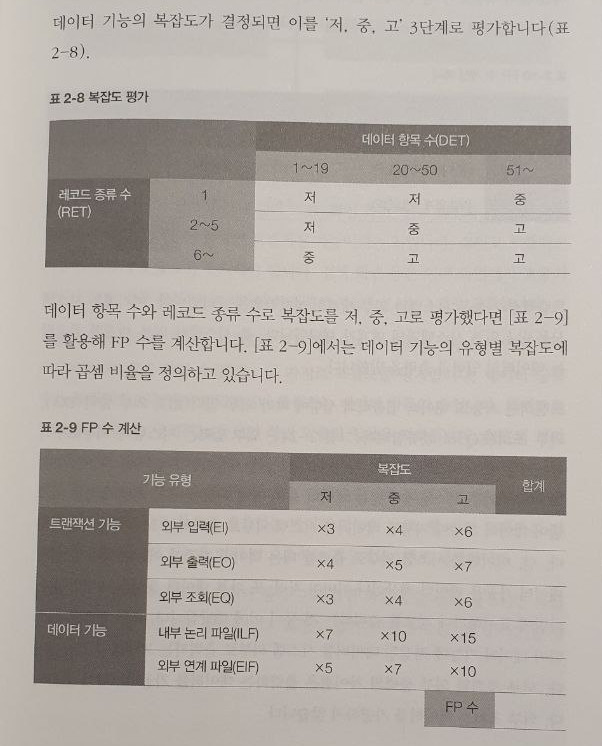 데이터 기능의 복잡도가 결정되면 이를 '저, 중, 고' 3단계로 평가합니다(표
2-8).
표 2-8 복잡도 평가
데이터 항목 수(DET)
1~19 20~50 51~
레코드 종류 수 1 저 저 중
(RET)
2~5 저 중 고
6~ 중 고 고
데이터 항목 수와 레코드 종류 수로 복잡도를 저, 중, 고로 평가했다면 [표 2-9]
를 활용해 FP 수를 계산합니다. [표 2-9]에서는 데이터 기능의 유형별 복잡도에
따라 곱셈 비율을 정의하고 있습니다.
표 2-9 FP 수 계산
기능 유형 복잡도 합계
저 중 고
트랜잭션 기능 외부 입력(EI) ×3 ×4 ×6
외부 출력(EO) ×4 ×5 ×7
외부 조회(EQ) ×3 ×4 ×6
데이터 기능 내부 논리 파일(ILF) ×7 ×10 ×15
외부 연계 파일(EIF) ×5 ×7 ×10
FP 수